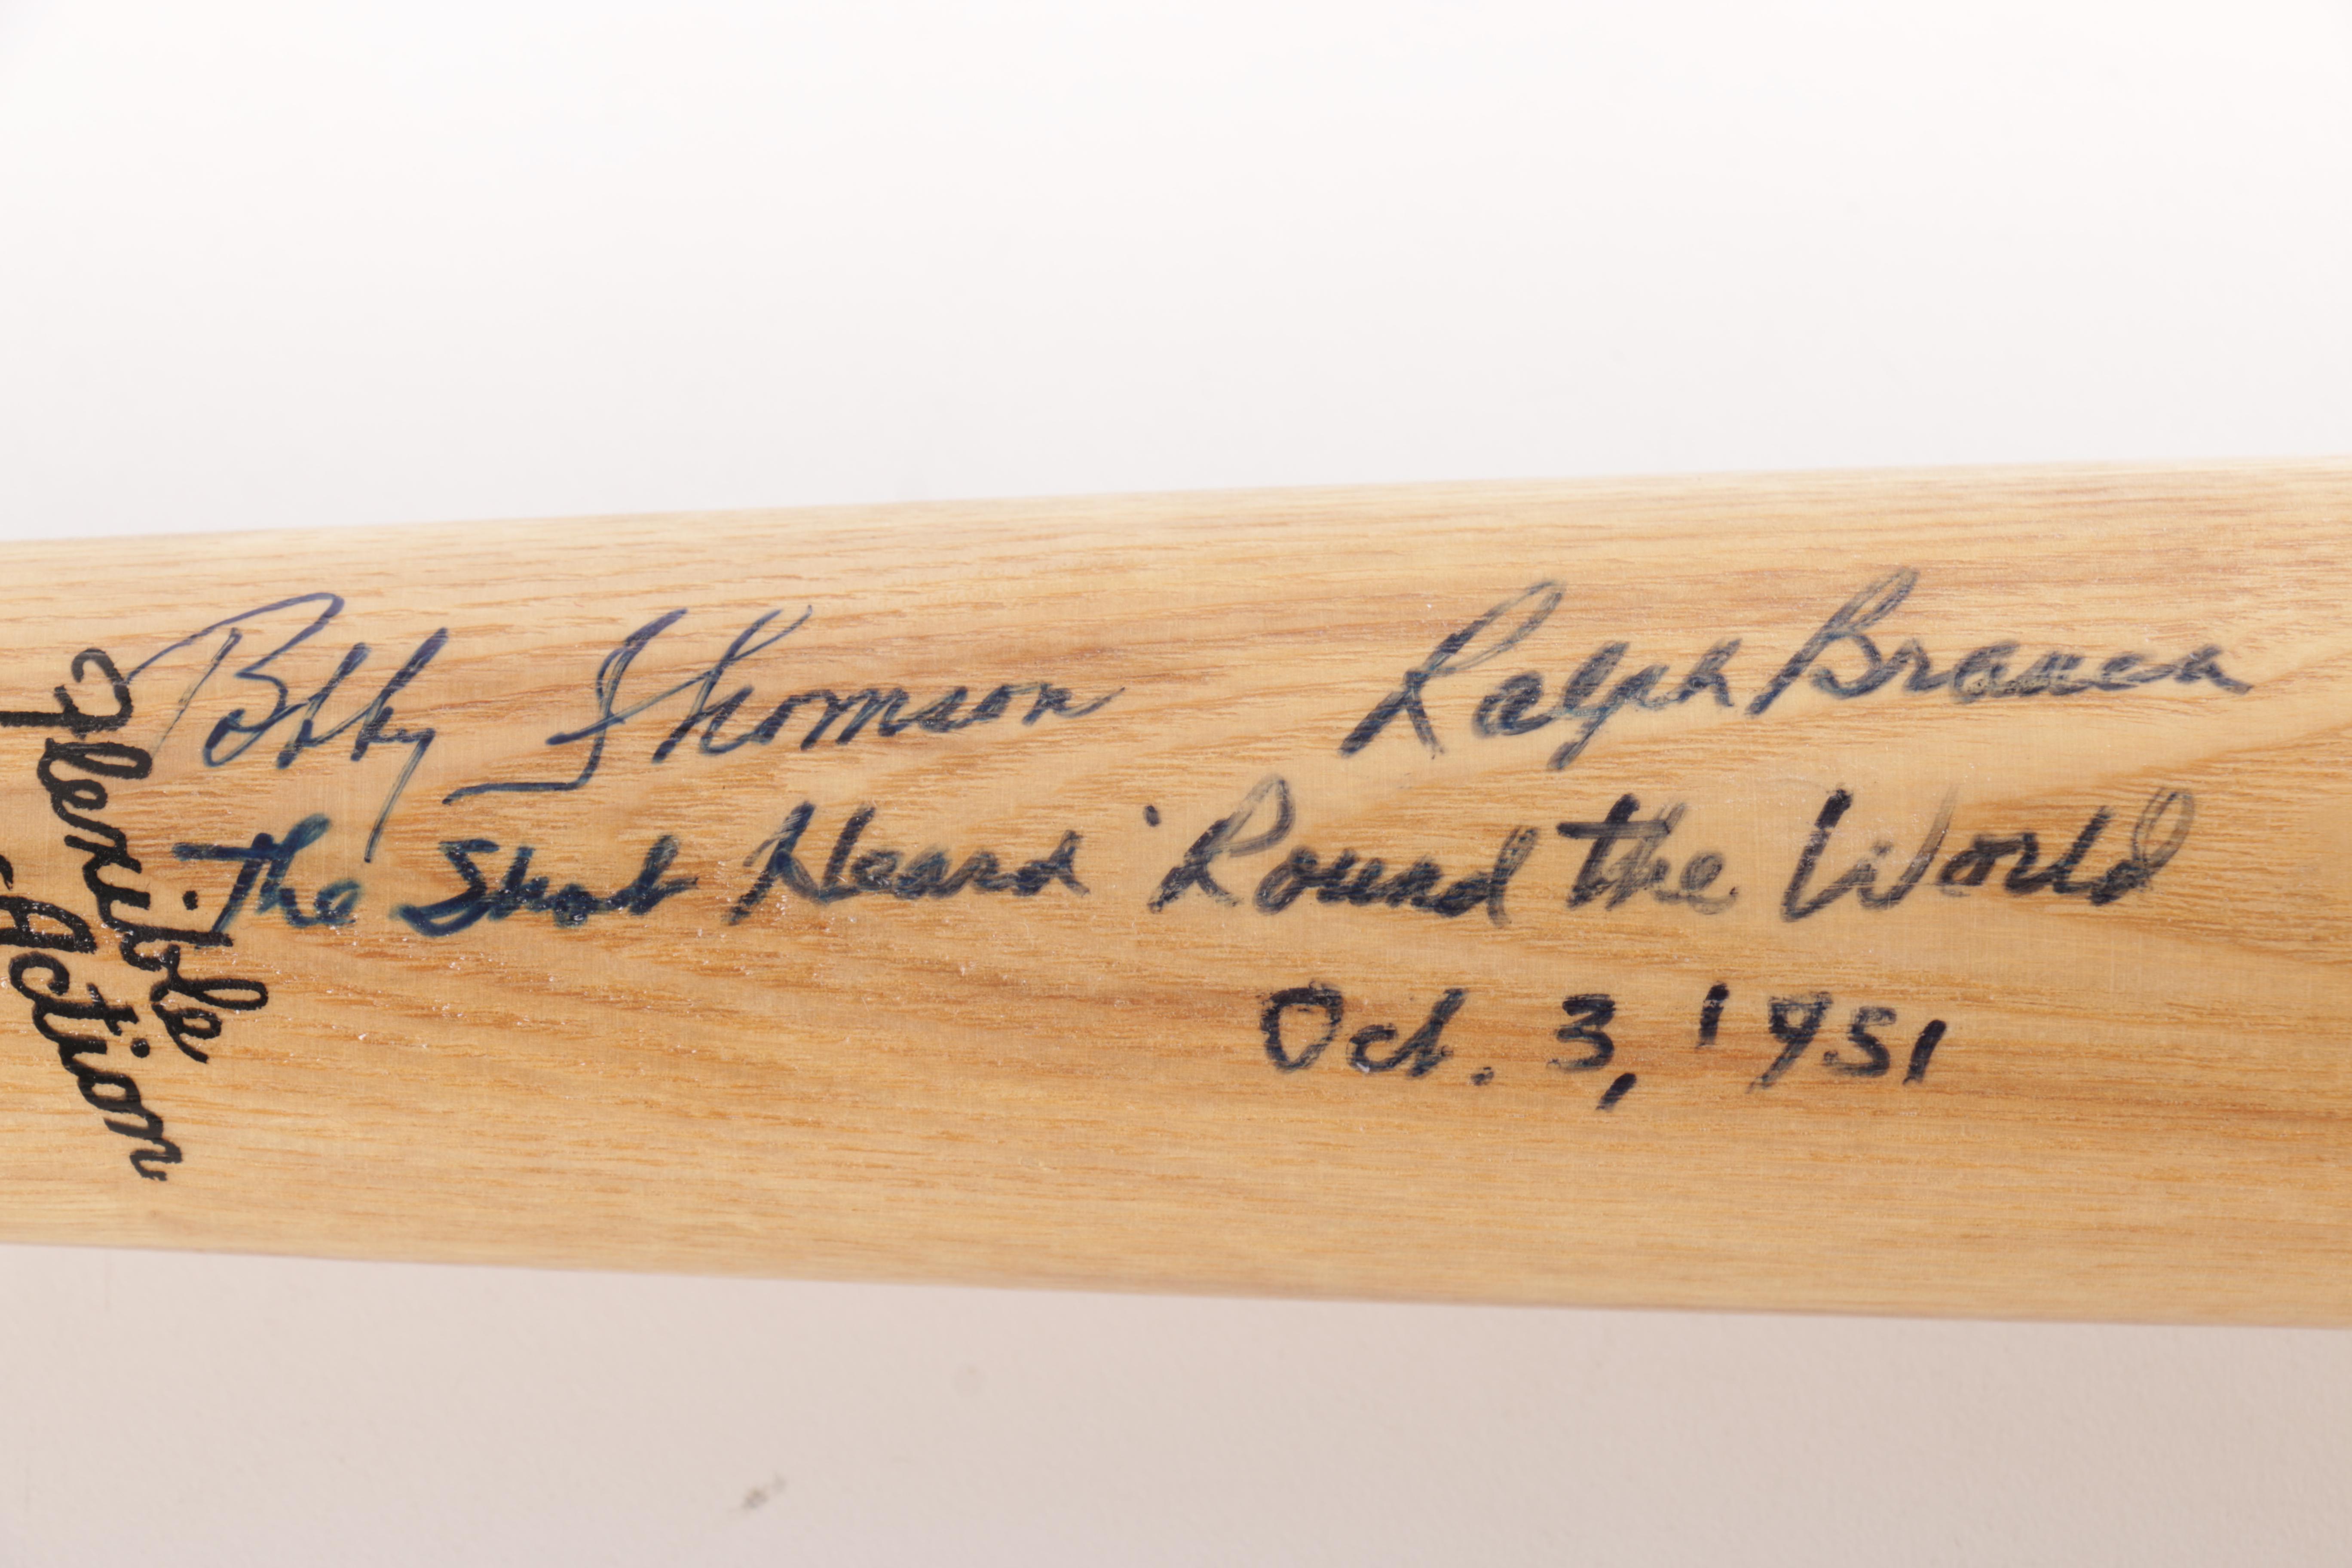 Bobby Thomson Ralph Branca
The Shot Heard 'Round the World
Oct. 3, 1951
Flexible
Action